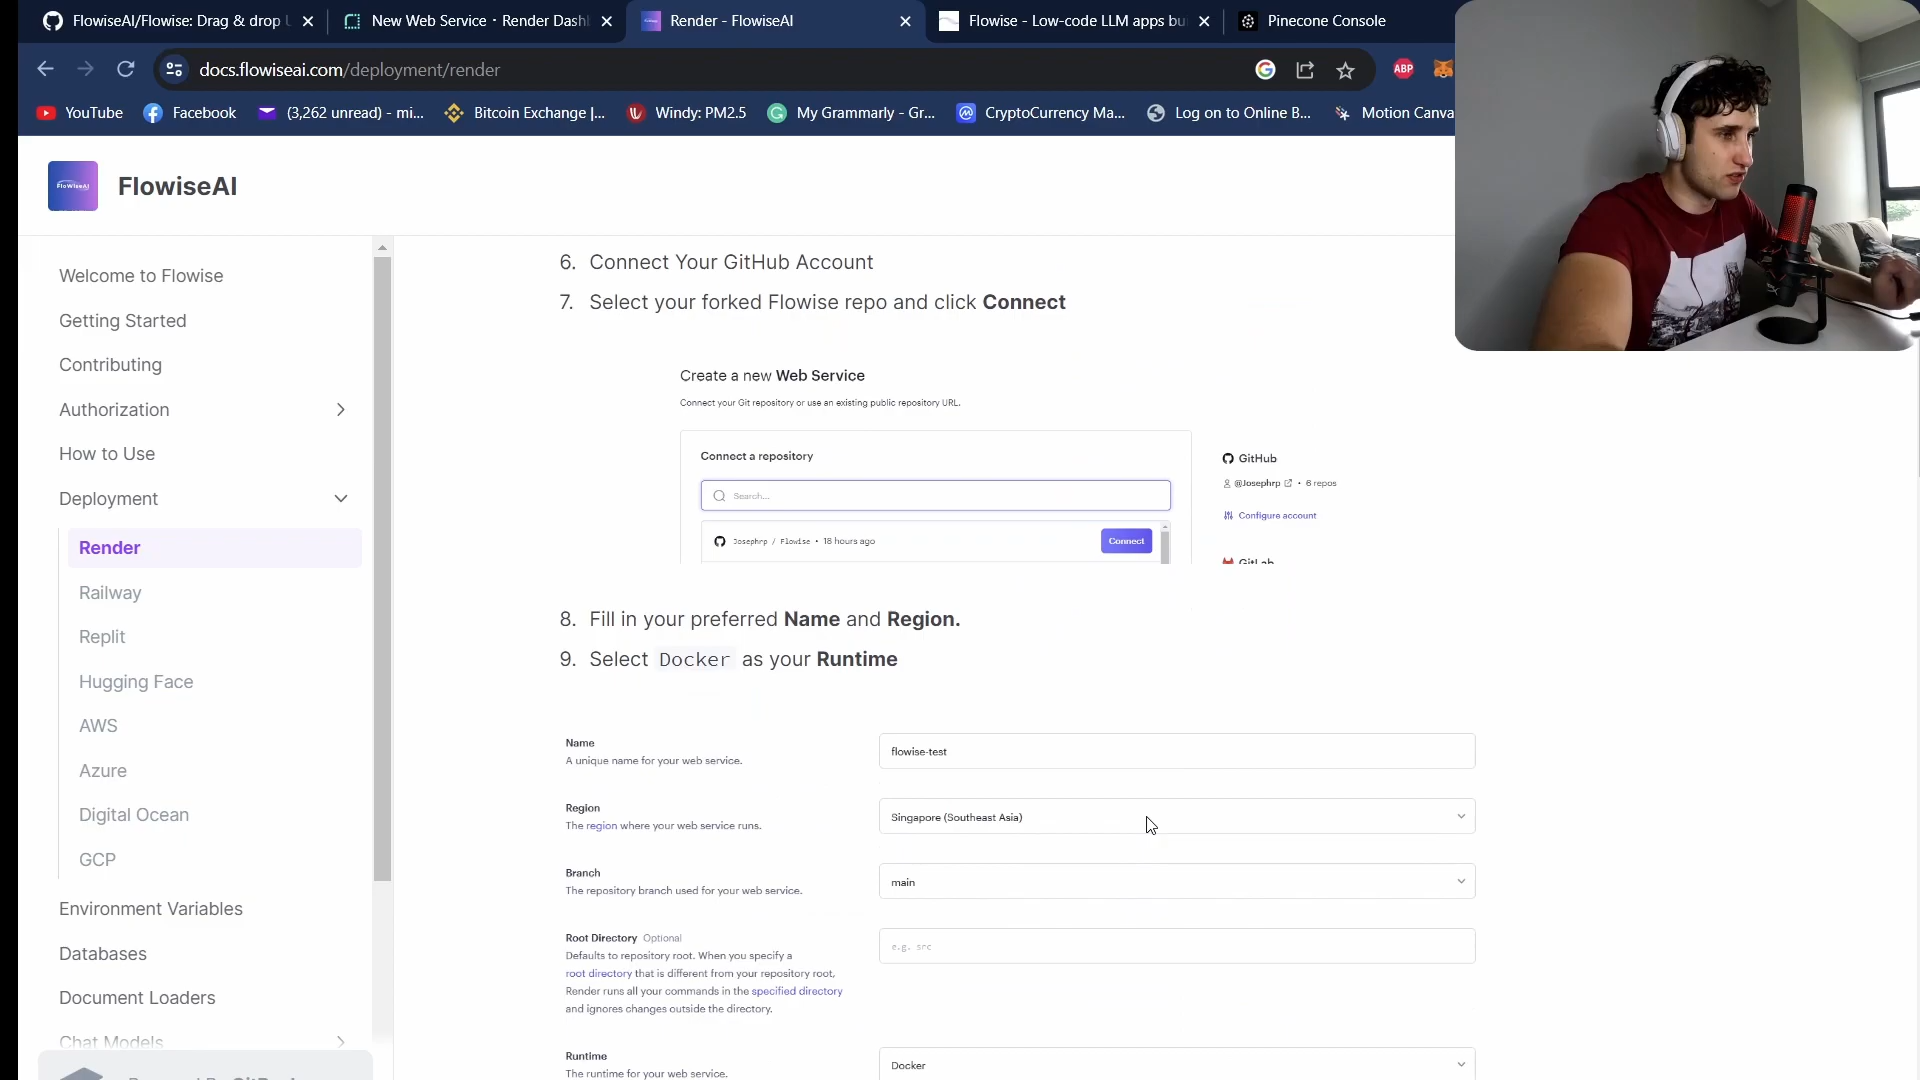 FlowiseAI/Flowise: Drag & drop
New Web Service · Render Dash
Render - FlowiseAI
Flowise - Low-code LLM apps bu
Pinecone Console
docs.flowiseai.com/deployment/render
ABP
YouTube
Facebook
(3,262 unread) - mi...
Bitcoin Exchange |...
Windy: PM2.5
My Grammarly - Gr...
CryptoCurrency Ma...
Log on to Online B...
Motion Canva
FlowiseAI
FlowiseAI
Welcome to Flowise
Getting Started
Contributing
Authorization
How to Use
Deployment
Render
Railway
Replit
Hugging Face
AWS
Azure
Digital Ocean
GCP
Environment Variables
Databases
Document Loaders
Chat Models
6. Connect Your GitHub Account
7. Select your forked Flowise repo and click Connect
Create a new Web Service
Connect your Git repository or use an existing public repository URL.
Connect a repository
Search...
Josephrp / Flowise • 18 hours ago
Connect
GitHub
@Josephrp • 6 repos
Configure account
GitLab
8. Fill in your preferred Name and Region.
9. Select Docker as your Runtime
Name
A unique name for your web service.
flowise-test
Region
The region where your web service runs.
Singapore (Southeast Asia)
Branch
The repository branch used for your web service.
main
Root Directory Optional
Defaults to repository root. When you specify a
root directory that is different from your repository root,
Render runs all your commands in the specified directory
and ignores changes outside the directory.
e.g. src
Runtime
The runtime for your web service.
Docker